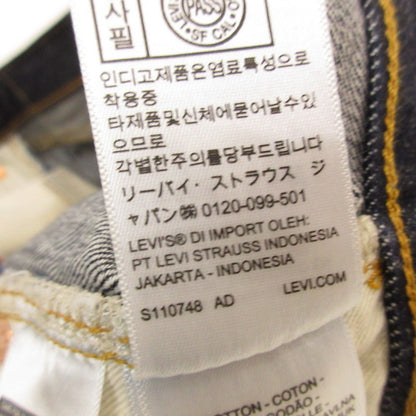 사
필
PASS
SF CAL
인디고제품은염료특성으로
착용중
타제품및신체에묻어날수있
으므로
각별한주의를당부드립니다
リーバイ・ストラウス ジ
ャパン㈱ 0120-099-501
LEVI'S® DI IMPORT OLEH:
PT LEVI STRAUSS INDONESIA
JAKARTA - INDONESIA
S110748 AD LEVI.COM
COTTON - COTON -